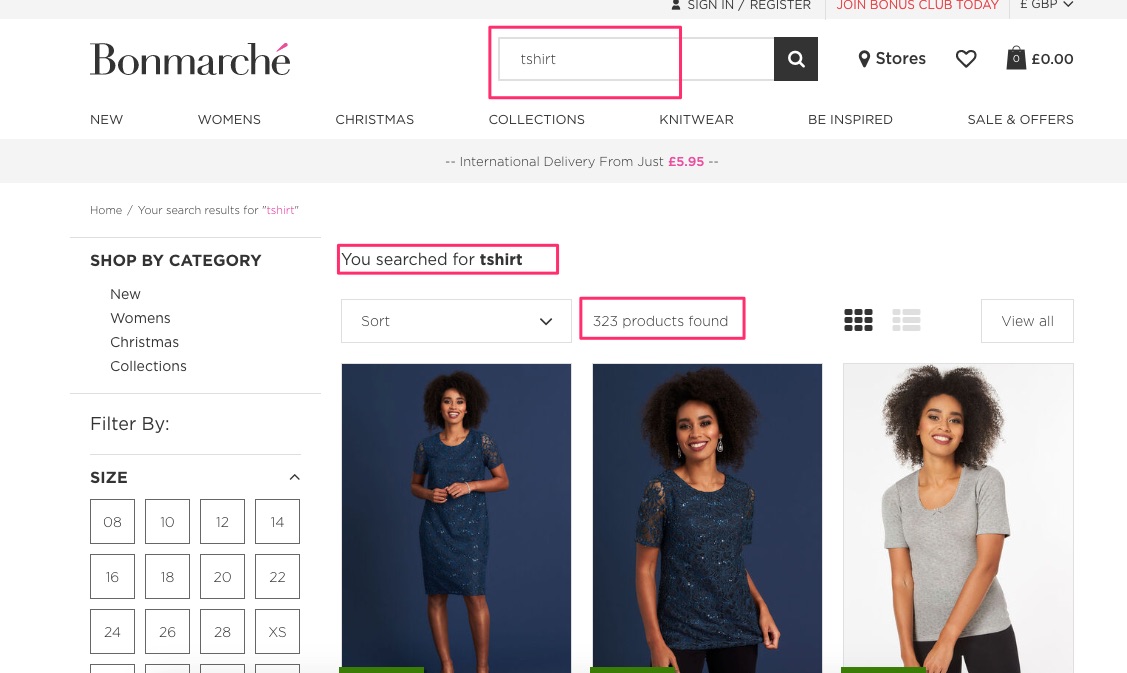 SIGN IN / REGISTER
JOIN BONUS CLUB TODAY
£ GBP
Bonmarché
tshirt
Stores
0
£0.00
NEW
WOMENS
CHRISTMAS
COLLECTIONS
KNITWEAR
BE INSPIRED
SALE & OFFERS
-- International Delivery From Just £5.95 --
Home / Your search results for "tshirt"
SHOP BY CATEGORY
New
Womens
Christmas
Collections
Filter By:
SIZE
08 10 12 14
16 18 20 22
24 26 28 XS
You searched for tshirt
Sort
323 products found
View all